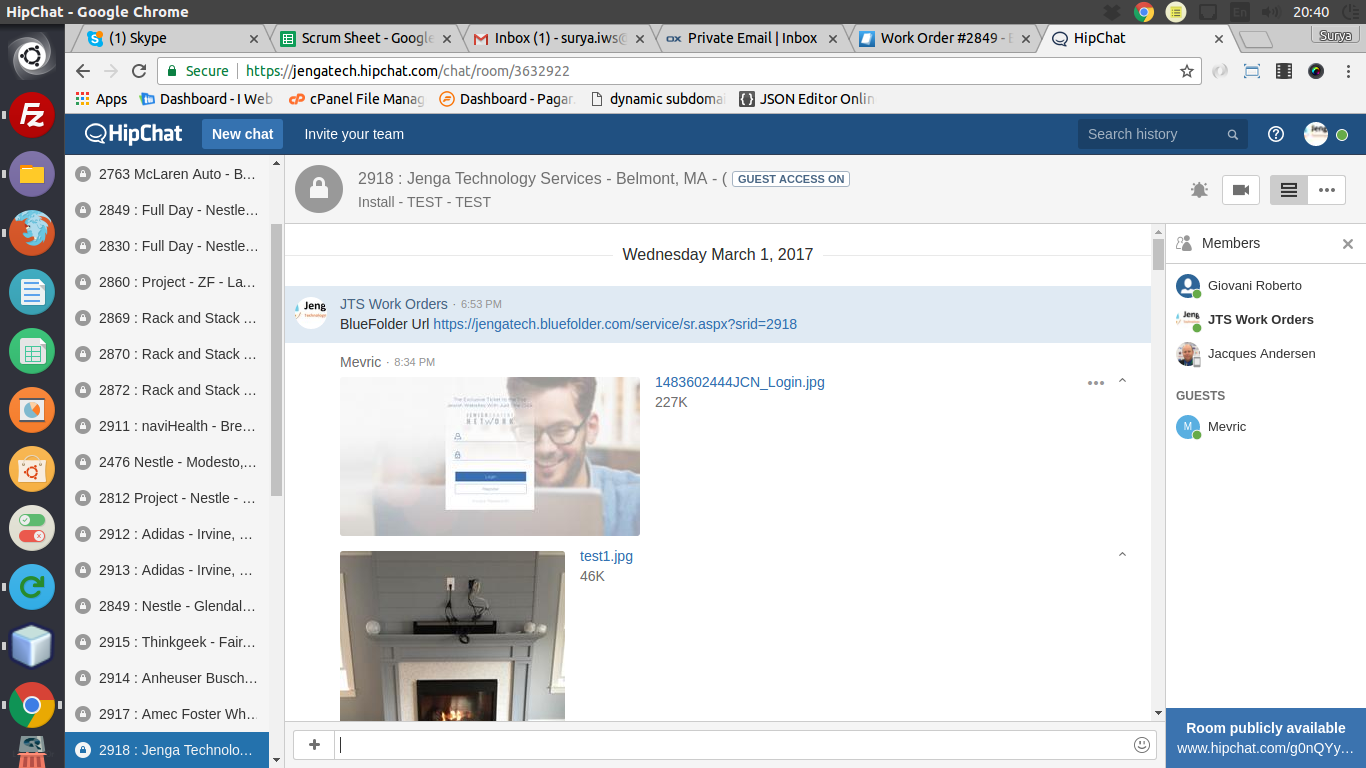 HipChat - Google Chrome
En
20:40
(1) Skype
Scrum Sheet - Google
Inbox (1) - surya.iws@
Private Email | Inbox
Work Order #2849 -
HipChat
Surya
Secure
https://jengatech.hipchat.com/chat/room/3632922
Apps
Dashboard - I Web
cPanel File Manag
Dashboard - Pagar.
dynamic subdomai
JSON Editor Onlin
HipChat
New chat
Invite your team
Search history
2763 McLaren Auto - B…
2849 : Full Day - Nestle…
2830 : Full Day - Nestle…
2860 : Project - ZF - La…
2869 : Rack and Stack …
2870 : Rack and Stack …
2872 : Rack and Stack …
2911 : naviHealth - Bre…
2476 Nestle - Modesto,…
2812 Project - Nestle - …
2912 : Adidas - Irvine, …
2913 : Adidas - Irvine, …
2849 : Nestle - Glendal…
2915 : Thinkgeek - Fair…
2914 : Anheuser Busch…
2917 : Amec Foster Wh…
2918 : Jenga Technolo…
2918 : Jenga Technology Services - Belmont, MA - (
GUEST ACCESS ON
Install - TEST - TEST
Wednesday March 1, 2017
JTS Work Orders · 6:53 PM
BlueFolder Url https://jengatech.bluefolder.com/service/sr.aspx?srid=2918
Mevric · 8:34 PM
1483602444JCN_Login.jpg
227K
NETWORK
LOGIN
test1.jpg
46K
Members
Giovani Roberto
JTS Work Orders
Jacques Andersen
GUESTS
M
Mevric
Room publicly available
www.hipchat.com/g0nQYy…